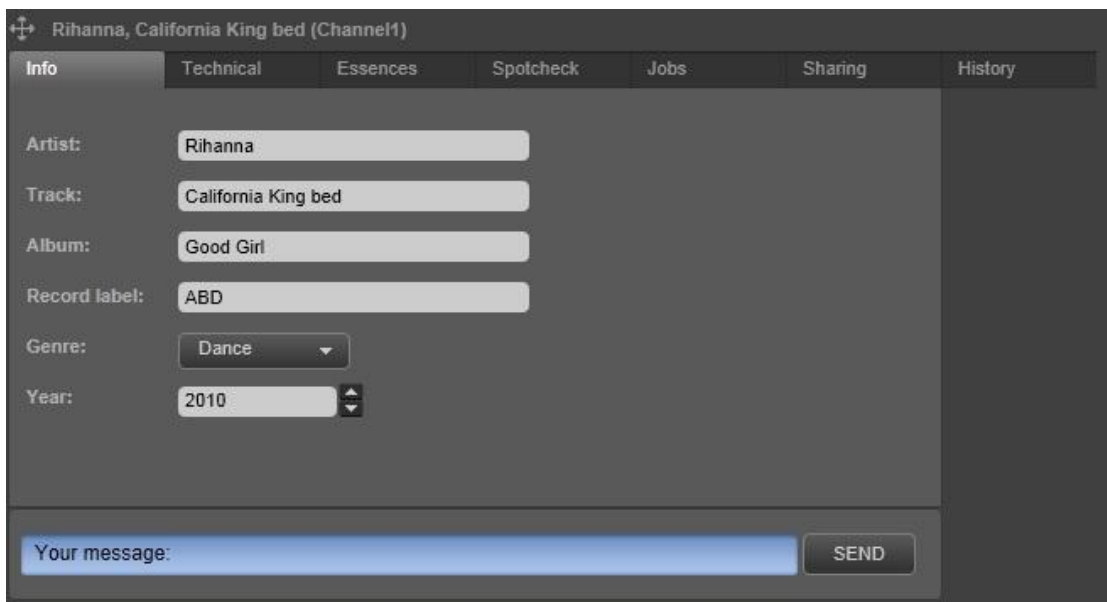 Rihanna, California King bed (Channel1)
Info Technical Essences Spotcheck Jobs Sharing History
Artist: Rihanna
Track: California King bed
Album: Good Girl
Record label: ABD
Genre: Dance
Year: 2010
Your message: SEND